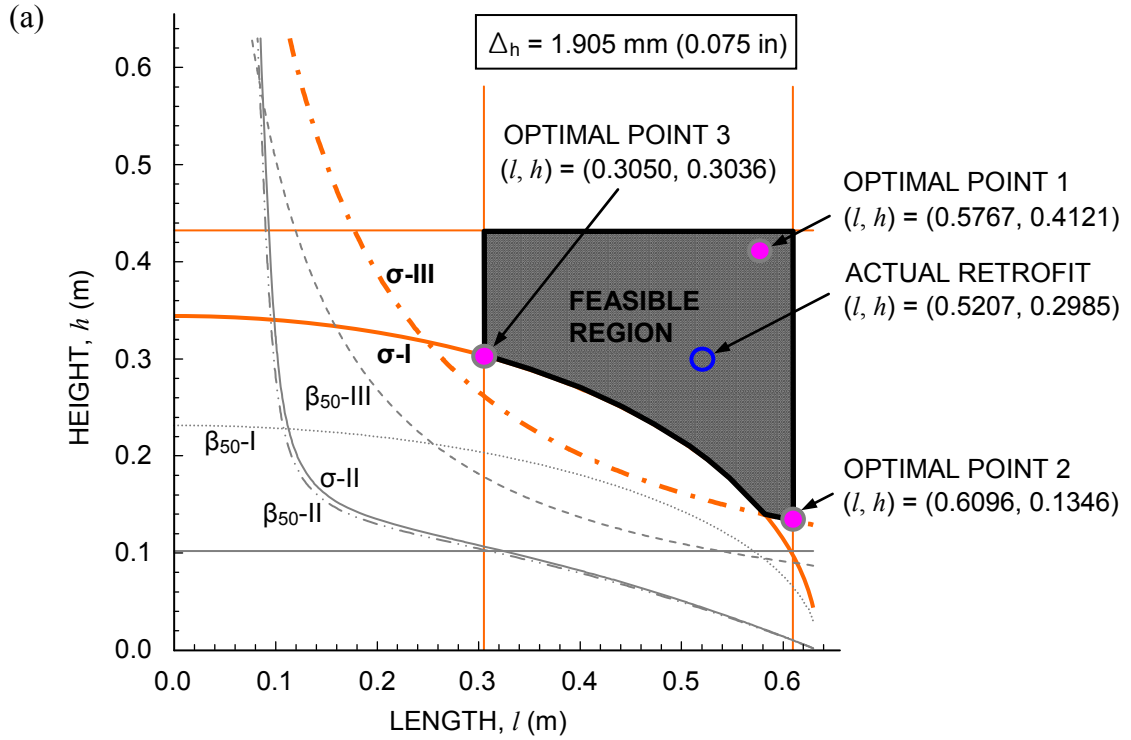 (a)
Δh = 1.905 mm (0.075 in)
OPTIMAL POINT 3
(l, h) = (0.3050, 0.3036)
OPTIMAL POINT 1
(l, h) = (0.5767, 0.4121)
ACTUAL RETROFIT
(l, h) = (0.5207, 0.2985)
OPTIMAL POINT 2
(l, h) = (0.6096, 0.1346)
FEASIBLE
REGION
σ-III
σ-I
β50-III
β50-I
σ-II
β50-II
HEIGHT, h (m)
0.6
0.5
0.4
0.3
0.2
0.1
0.0
0.0 0.1 0.2 0.3 0.4 0.5 0.6
LENGTH, l (m)